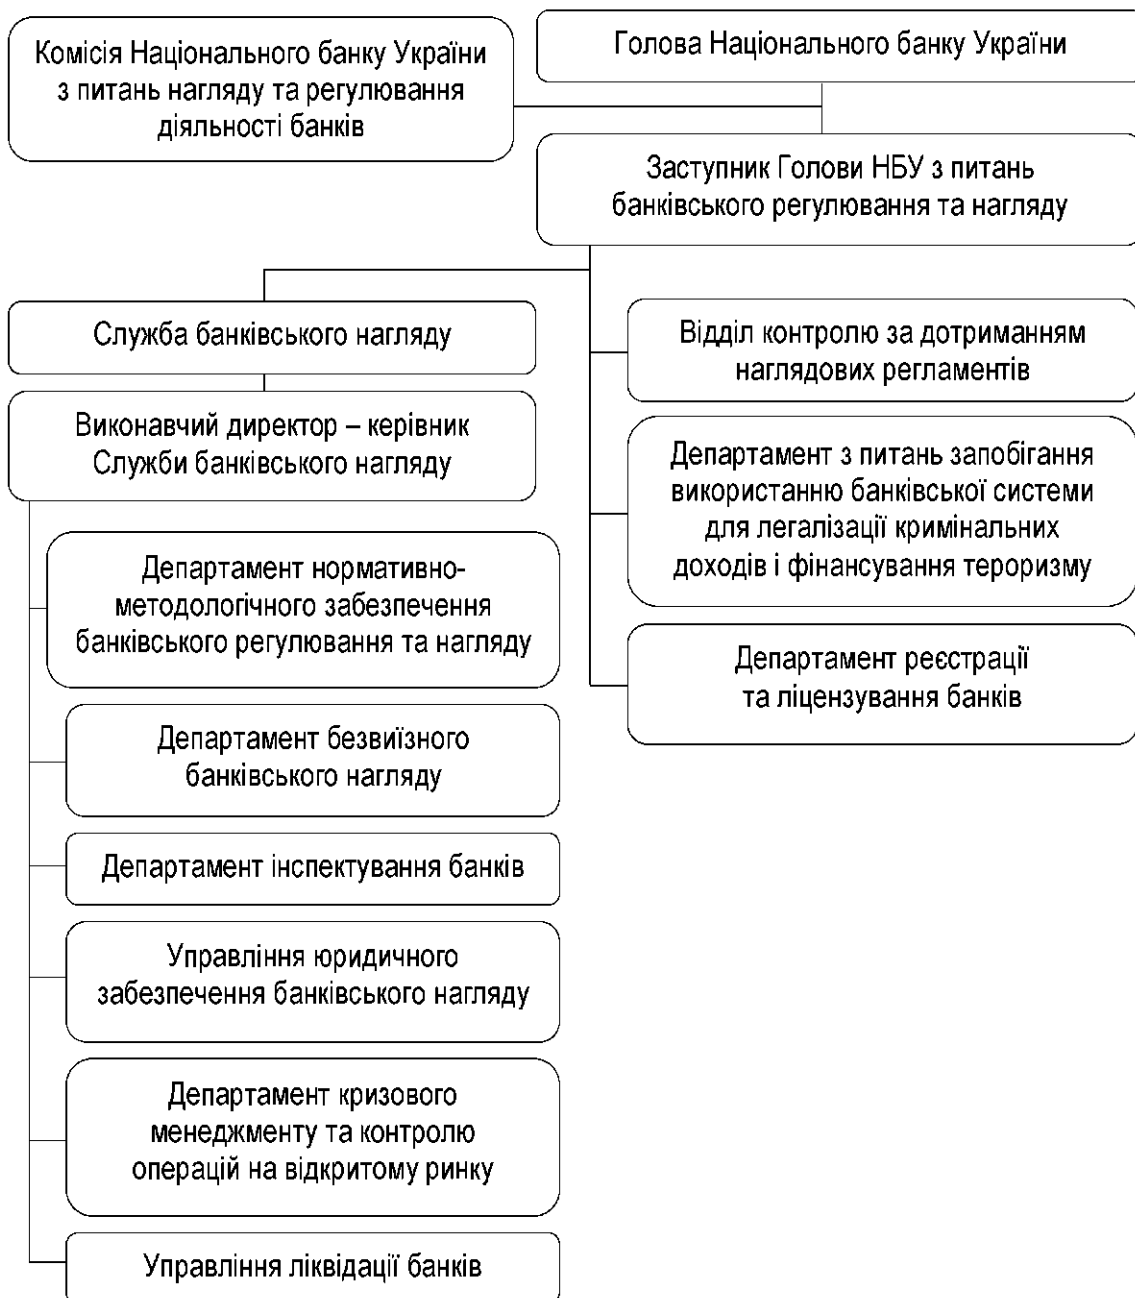 Комісія Національного банку України
з питань нагляду та регулювання
діяльності банків
Голова Національного банку України
Заступник Голови НБУ з питань
банківського регулювання та нагляду
Служба банківського нагляду
Виконавчий директор – керівник
Служби банківського нагляду
Департамент нормативно-
методологічного забезпечення
банківського регулювання та нагляду
Департамент безвиїзного
банківського нагляду
Департамент інспектування банків
Управління юридичного
забезпечення банківського нагляду
Департамент кризового
менеджменту та контролю
операцій на відкритому ринку
Управління ліквідації банків
Відділ контролю за дотриманням
наглядових регламентів
Департамент з питань запобігання
використанню банківської системи
для легалізації кримінальних
доходів і фінансування тероризму
Департамент реєстрації
та ліцензування банків